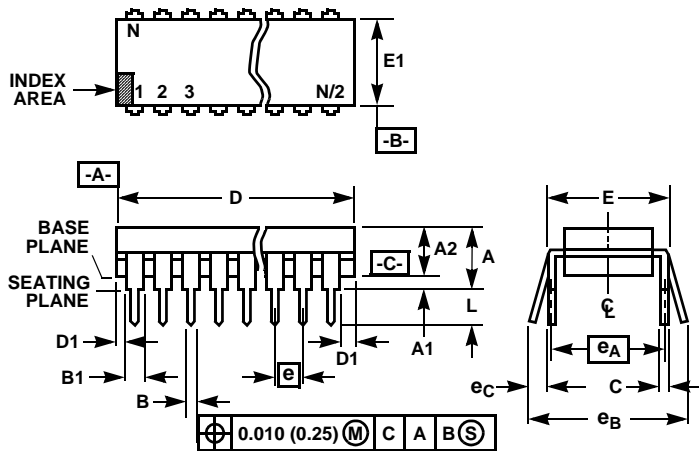 N
E1
INDEX
AREA
1 2 3 N/2
-B-
-A-
D
E
BASE
PLANE
A2
A
-C-
SEATING
PLANE
L
C L
D1
A1
D1
B1
e
eA
B
eC
C
eB
0.010 (0.25) M C A B S